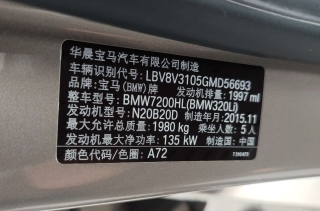 华晨宝马汽车有限公司制造
车辆识别代号: LBV8V3105GMD56693
品牌: 宝马(BMW)牌 发动机排量: 1997 ml
整车型号: BMW7200HL(BMW320Li)
发动机型号: N20B20D 制造年月: 2015.11
最大允许总质量: 1980 kg 乘坐人数: 5人
发动机最大净功率: 135 kW 制造国: 中国
颜色代码/色圈: A72